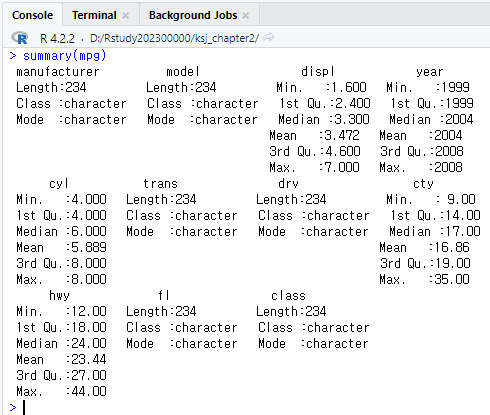 Console Terminal × Background Jobs ×
R R 4.2.2 · D:/Rstudy202300000/ksj_chapter2/
> summary(mpg)
manufacturer model displ year
Length:234 Length:234 Min. :1.600 Min. :1999
Class :character Class :character 1st Qu.:2.400 1st Qu.:1999
Mode :character Mode :character Median :3.300 Median :2004
Mean :3.472 Mean :2004
3rd Qu.:4.600 3rd Qu.:2008
Max. :7.000 Max. :2008
cyl trans drv cty
Min. :4.000 Length:234 Length:234 Min. : 9.00
1st Qu.:4.000 Class :character Class :character 1st Qu.:14.00
Median :6.000 Mode :character Mode :character Median :17.00
Mean :5.889 Mean :16.86
3rd Qu.:8.000 3rd Qu.:19.00
Max. :8.000 Max. :35.00
hwy fl class
Min. :12.00 Length:234 Length:234
1st Qu.:18.00 Class :character Class :character
Median :24.00 Mode :character Mode :character
Mean :23.44
3rd Qu.:27.00
Max. :44.00
>